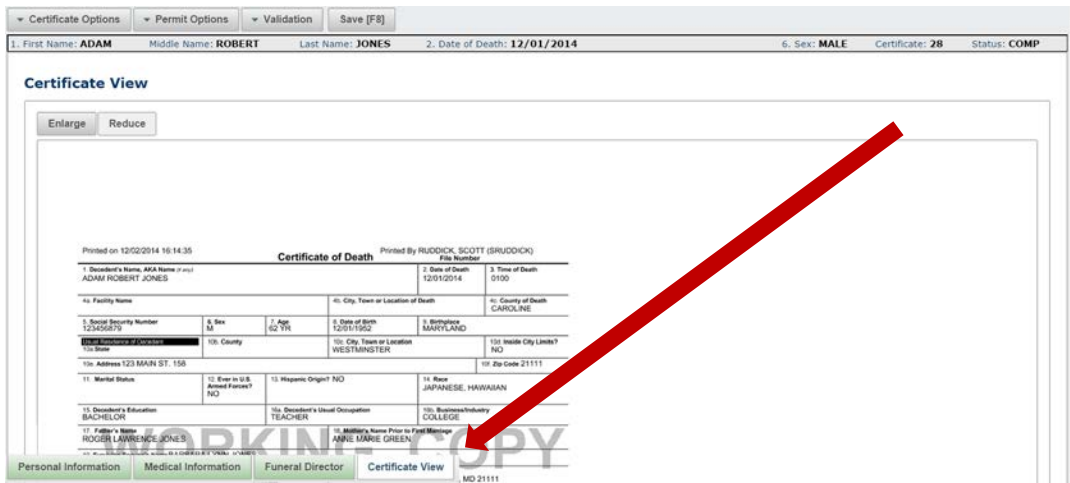 Certificate Options Permit Options Validation Save [F8]
1. First Name: ADAM Middle Name: ROBERT Last Name: JONES 2. Date of Death: 12/01/2014 6. Sex: MALE Certificate: 28 Status: COMP
Certificate View
Enlarge Reduce
Printed on 12/02/2014 16:14:35 Printed By RUDDICK, SCOTT (SRUDDICK)
Certificate of Death File Number
1. Decedent's Name, AKA Name (if any) 2. Date of Death 3. Time of Death
ADAM ROBERT JONES 12/01/2014 0100
4a. Facility Name 4b. City, Town or Location of Death 4c. County of Death
CAROLINE
5. Social Security Number 6. Sex 7. Age 8. Date of Birth 9. Birthplace
123456879 M 62 YR 12/01/1952 MARYLAND
Usual Residence of Decedent 10b. County 10c. City, Town or Location 10d. Inside City Limits?
10a. State WESTMINSTER NO
10e. Address 123 MAIN ST. 158 10f. Zip Code 21111
11. Marital Status 12. Ever in U.S. 13. Hispanic Origin? NO 14. Race
Armed Forces? JAPANESE, HAWAIIAN
NO
15. Decedent's Education 16a. Decedent's Usual Occupation 16b. Business/Industry
BACHELOR TEACHER COLLEGE
17. Father's Name 18. Mother's Name Prior to First Marriage
ROGER LAWRENCE JONES ANNE MARIE GREEN
WORKING COPY
Personal Information Medical Information Funeral Director Certificate View
, MD 21111